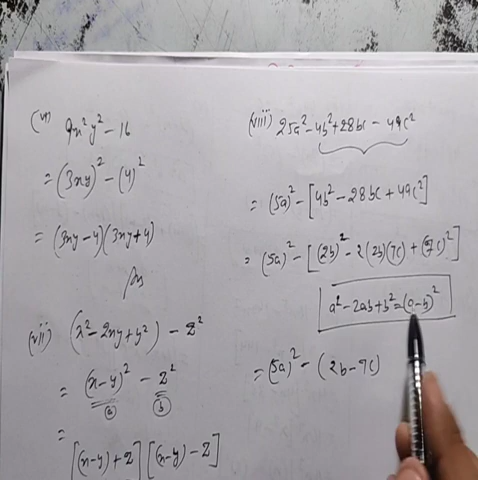 (vi) 9x²y² - 16
= (3xy)² - (4)²
= (3xy - 4)(3xy + 4)
(vii) (x² - 2xy + y²) - z²
= (x - y)² - z²
(a) (b)
=
[(x - y) + z] [(x - y) - z]
(viii) 25a² - 4b² + 28bc - 49c²
= (5a)² - [4b² - 28bc + 49c²]
= (5a)² - [(2b)² - 2(2b)(7c) + (7c)²]
a² - 2ab + b² = (a - b)²
= (5a)² - (2b - 7c)